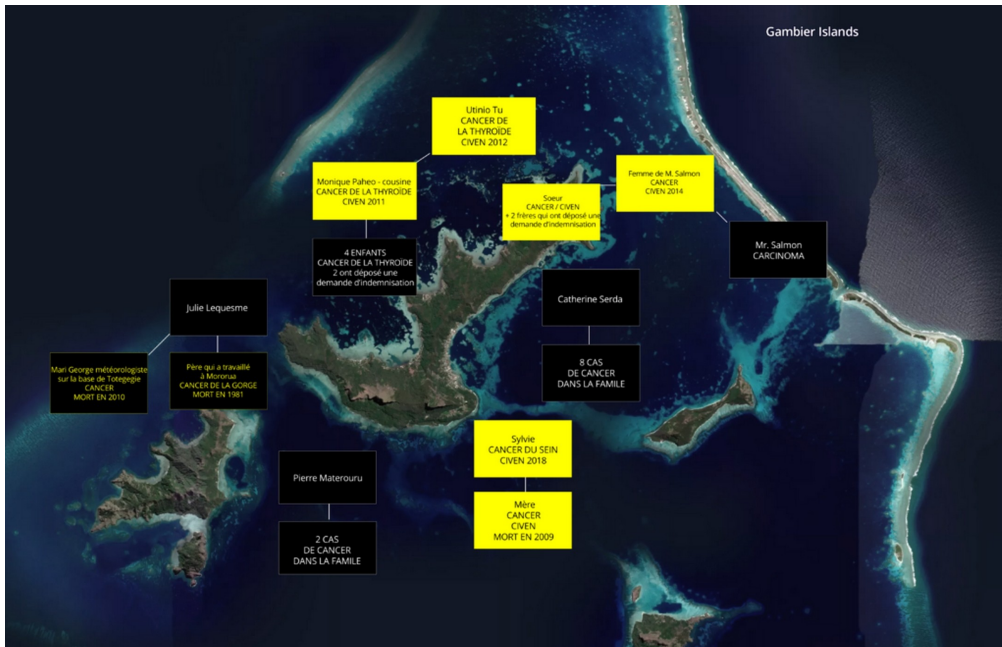 Gambier Islands
Utinio Tu
CANCER DE
LA THYROÏDE
CIVEN 2012
Monique Paheo - cousine
CANCER DE LA THYROÏDE
CIVEN 2011
Soeur
CANCER / CIVEN
+ 2 frères qui ont déposé une
demande d'indemnisation
Femme de M. Salmon
CANCER
CIVEN 2014
Mr. Salmon
CARCINOMA
4 ENFANTS
CANCER DE LA THYROÏDE
2 ont déposé une
demande d'indemnisation
Julie Lequesme
Catherine Serda
Mari George météorologiste
sur la base de Totegegie
CANCER
MORT EN 2010
Père qui a travaillé
à Mororua
CANCER DE LA GORGE
MORT EN 1981
8 CAS
DE CANCER
DANS LA FAMILE
Sylvie
CANCER DU SEIN
CIVEN 2018
Pierre Materouru
Mère
CANCER
CIVEN
MORT EN 2009
2 CAS
DE CANCER
DANS LA FAMILE